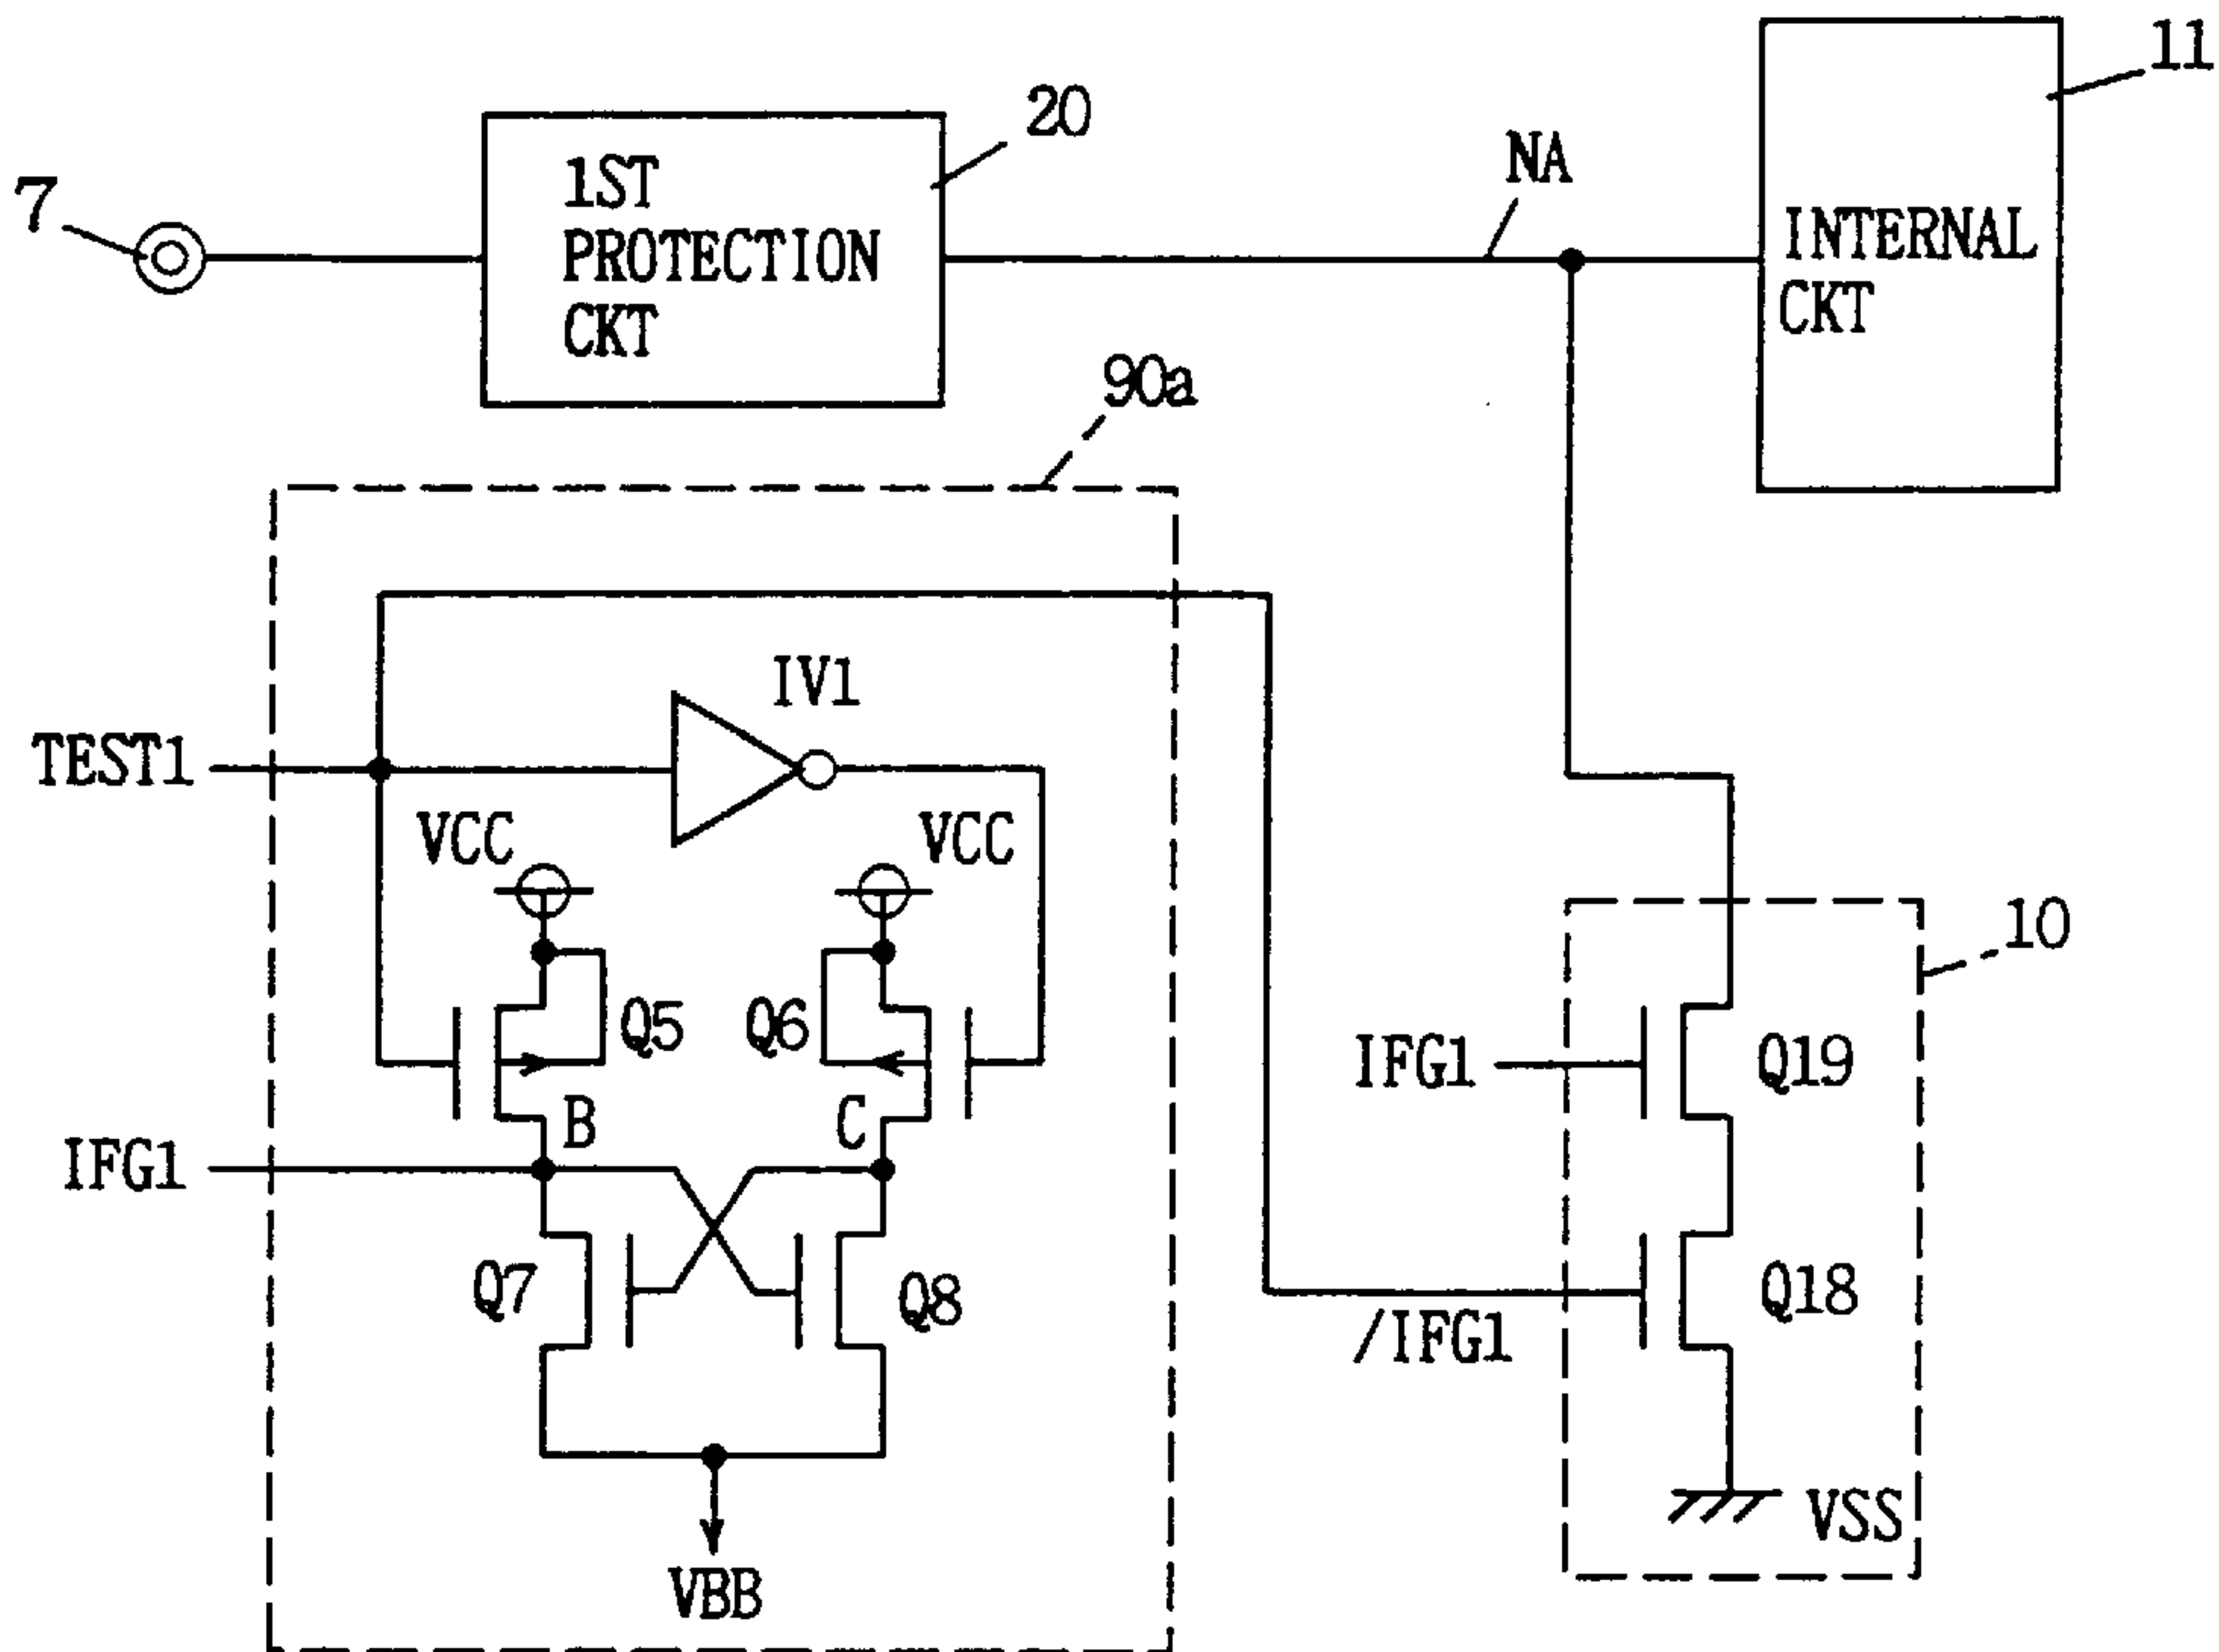 11
20
1ST
PROTECTION
CKT
NA
7
INTERNAL
CKT
90a
IV1
TEST1
VCC
VCC
10
Q5
Q6
IFG1
Q19
B
C
IFG1
Q7
Q8
Q18
/IFG1
VSS
VBB